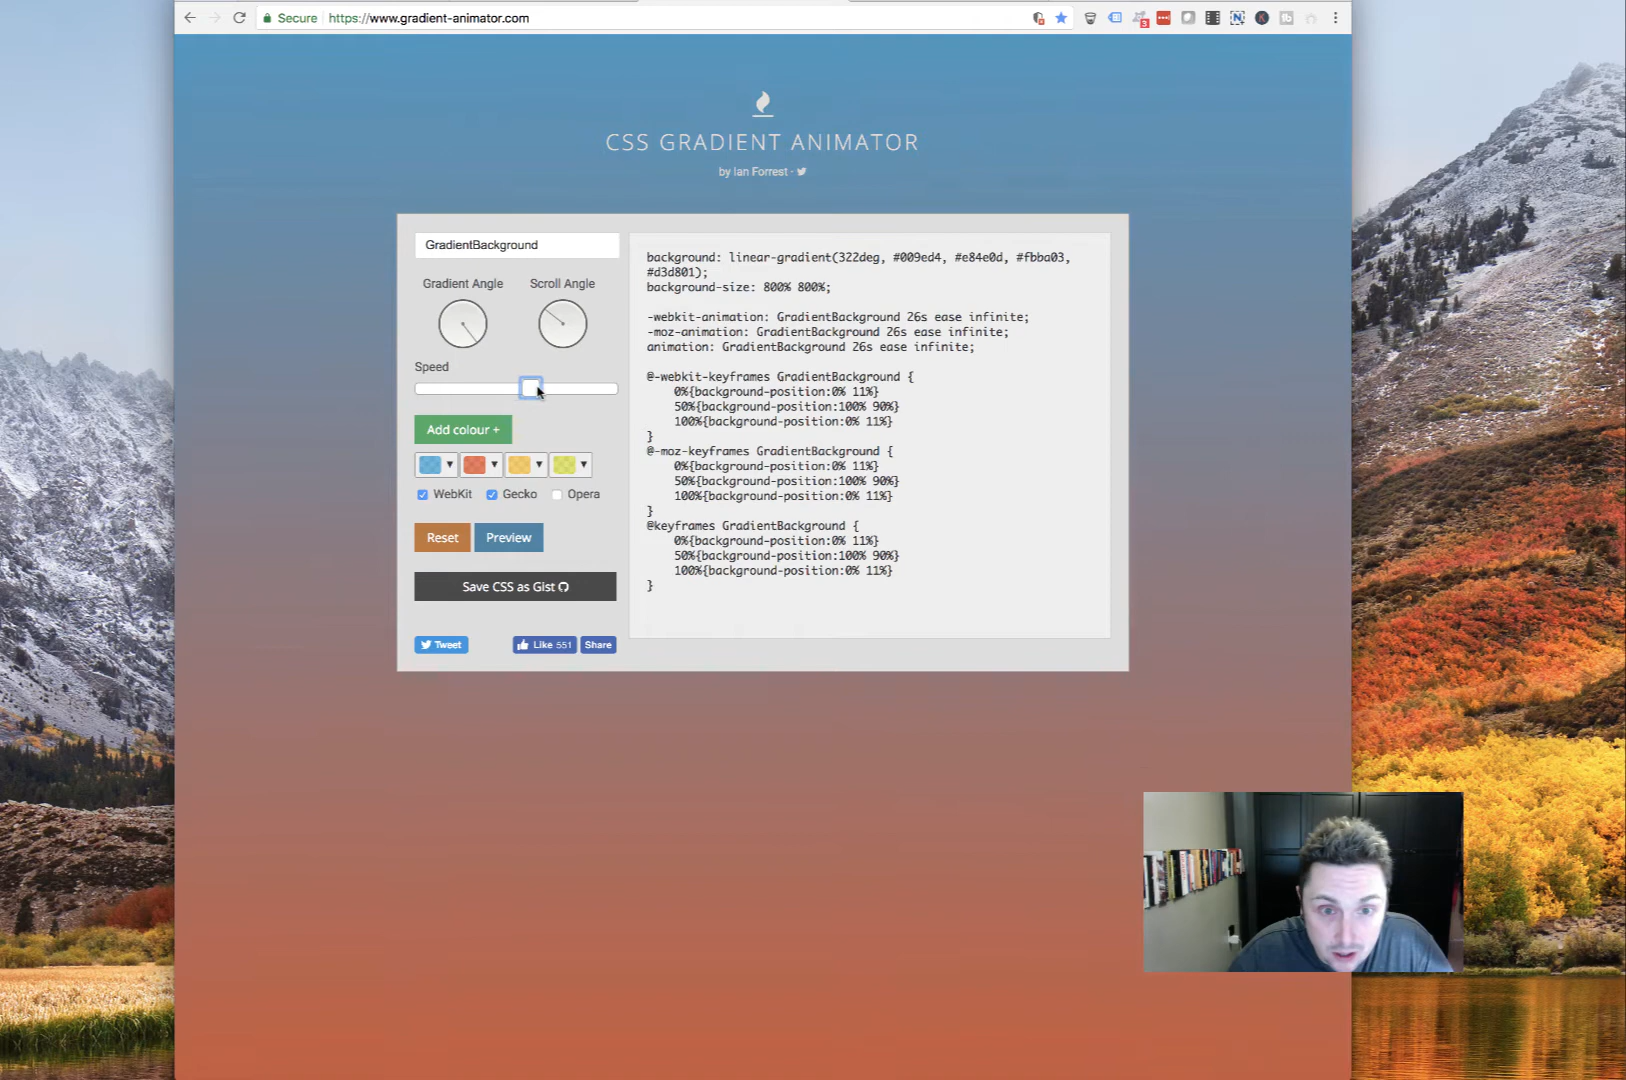 Secure https://www.gradient-animator.com
CSS GRADIENT ANIMATOR
by Ian Forrest ·
GradientBackground
Gradient Angle Scroll Angle
Speed
Add colour +
WebKit Gecko Opera
Reset Preview
Save CSS as Gist
Tweet Like 551 Share
background: linear-gradient(322deg, #009ed4, #e84e0d, #fbba03,
#d3d801);
background-size: 800% 800%;
-webkit-animation: GradientBackground 26s ease infinite;
-moz-animation: GradientBackground 26s ease infinite;
animation: GradientBackground 26s ease infinite;
@-webkit-keyframes GradientBackground {
0%{background-position:0% 11%}
50%{background-position:100% 90%}
100%{background-position:0% 11%}
}
@-moz-keyframes GradientBackground {
0%{background-position:0% 11%}
50%{background-position:100% 90%}
100%{background-position:0% 11%}
}
@keyframes GradientBackground {
0%{background-position:0% 11%}
50%{background-position:100% 90%}
100%{background-position:0% 11%}
}